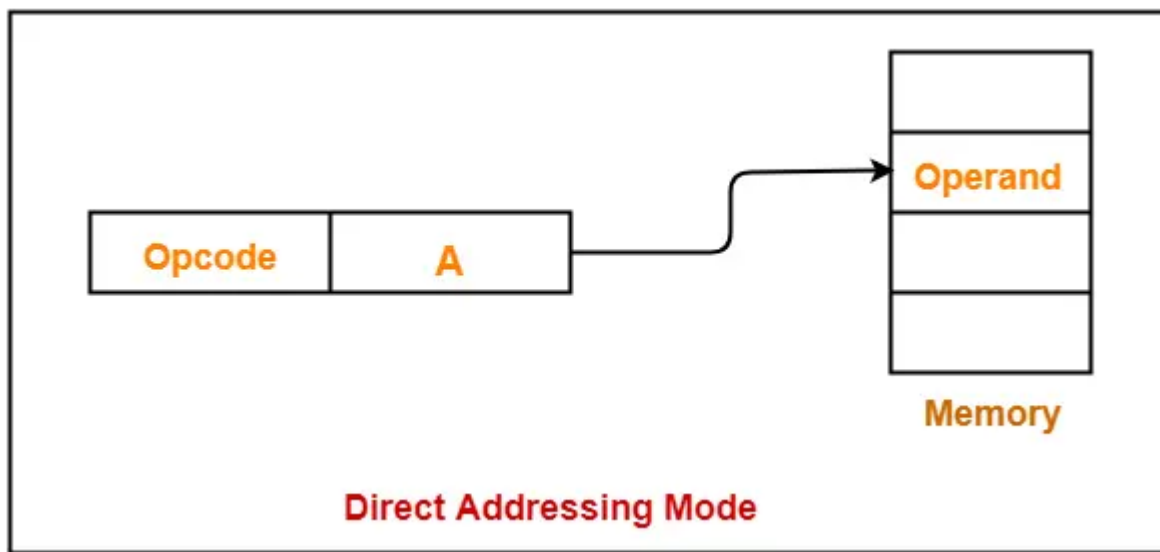 Opcode
A
Operand
Memory
Direct Addressing Mode